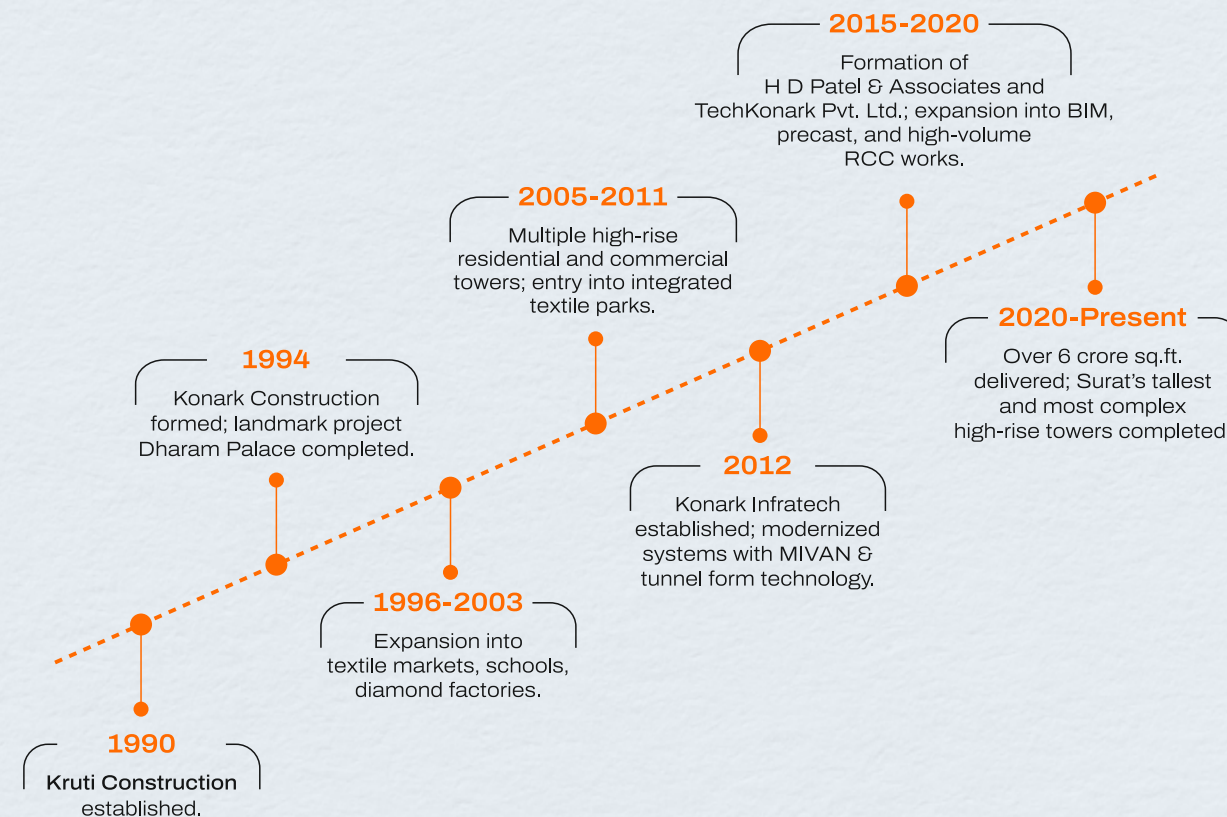 1990
Kruti Construction
established.
1994
Konark Construction
formed; landmark project
Dharam Palace completed.
1996-2003
Expansion into
textile markets, schools,
diamond factories.
2005-2011
Multiple high-rise
residential and commercial
towers; entry into integrated
textile parks.
2012
Konark Infratech
established; modernized
systems with MIVAN &
tunnel form technology.
2015-2020
Formation of
H D Patel & Associates and
TechKonark Pvt. Ltd.; expansion into BIM,
precast, and high-volume
RCC works.
2020-Present
Over 6 crore sq.ft.
delivered; Surat's tallest
and most complex
high-rise towers completed